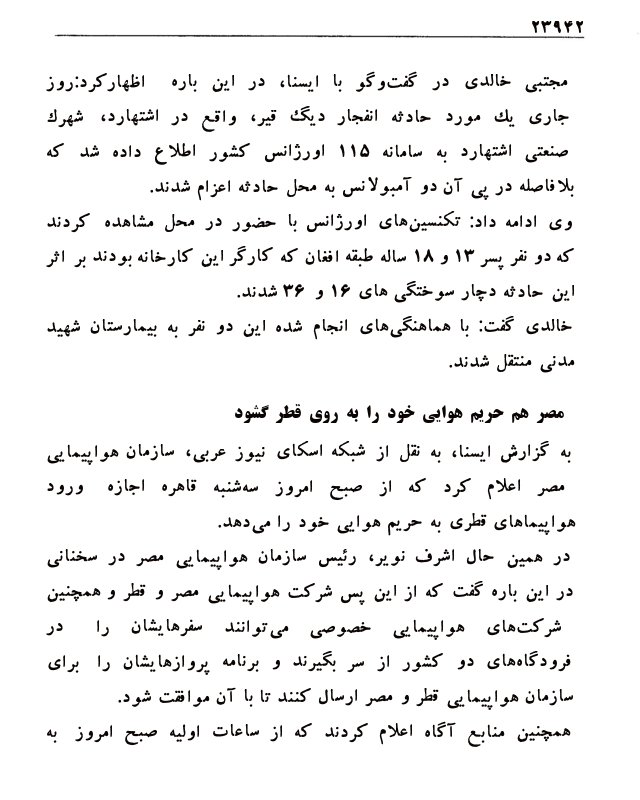 ۲۳۹۴۲
مجتبی خالدی در گفت‌وگو با ایسنا، در این باره اظهارکرد:روز
جاری یك مورد حادثه انفجار دیگ قیر، واقع در اشتهارد، شهرك
صنعتی اشتهارد به سامانه ۱۱۵ اورژانس کشور اطلاع داده شد که
بلافاصله در پی آن دو آمبولانس به محل حادثه اعزام شدند.
وی ادامه داد: تکنسین‌های اورژانس با حضور در محل مشاهده کردند
که دو نفر پسر ۱۳ و ۱۸ ساله طبقه افغان که کارگر این کارخانه بودند بر اثر
این حادثه دچار سوختگی های ۱۶ و ۳۶ شدند.
خالدی گفت: با هماهنگی‌های انجام شده این دو نفر به بیمارستان شهید
مدنی منتقل شدند.
مصر هم حریم هوایی خود را به روی قطر گشود
به گزارش ایسنا، به نقل از شبکه اسکای نیوز عربی، سازمان هواپیمایی
مصر اعلام کرد که از صبح امروز سه‌شنبه قاهره اجازه ورود
هواپیماهای قطری به حریم هوایی خود را می‌دهد.
در همین حال اشرف نویر، رئیس سازمان هواپیمایی مصر در سخنانی
در این باره گفت که از این پس شرکت هواپیمایی مصر و قطر و همچنین
شرکت‌های هواپیمایی خصوصی می‌توانند سفرهایشان را در
فرودگاه‌های دو کشور از سر بگیرند و برنامه پروازهایشان را برای
سازمان هواپیمایی قطر و مصر ارسال کنند تا با آن موافقت شود.
همچنین منابع آگاه اعلام کردند که از ساعات اولیه صبح امروز به